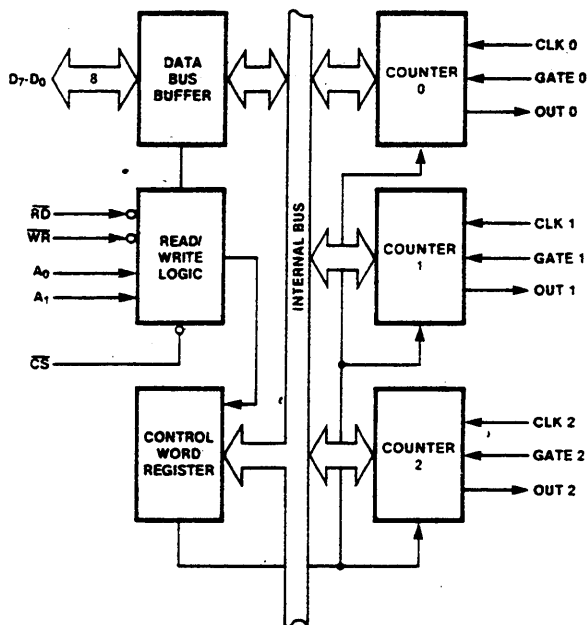 D7-D0
8
DATA
BUS
BUFFER
RD
WR
A0
A1
CS
READ/
WRITE
LOGIC
CONTROL
WORD
REGISTER
INTERNAL BUS
COUNTER
0
CLK 0
GATE 0
OUT 0
COUNTER
1
CLK 1
GATE 1
OUT 1
COUNTER
2
CLK 2
GATE 2
OUT 2